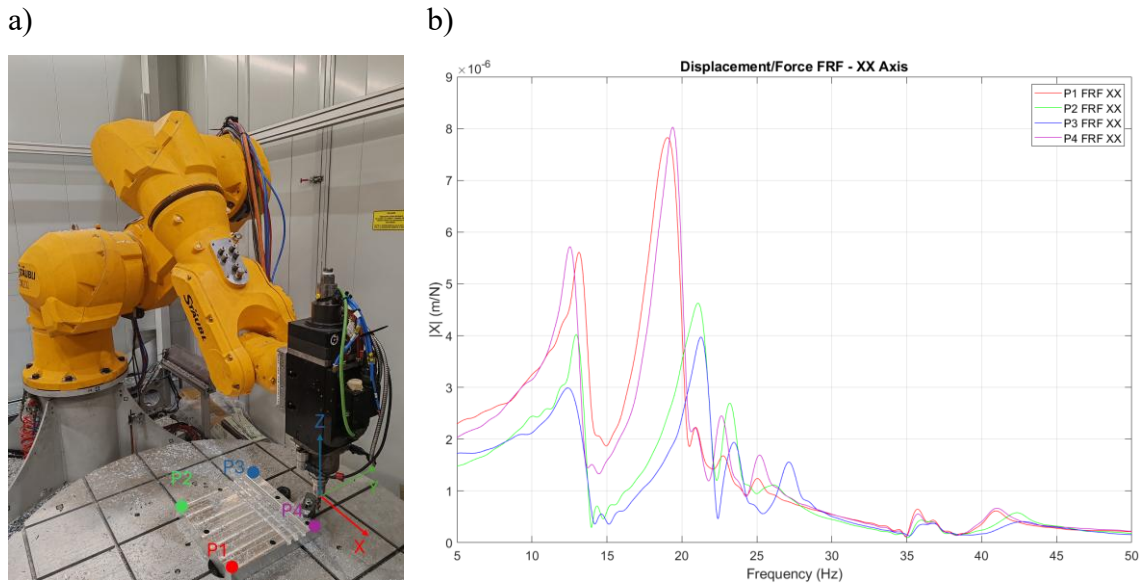 a)
b)
STÄUBLI
STÄUBLI
P3
P2
P4
P1
Z
X
Displacement/Force FRF - XX Axis
×10⁻⁶
|X| (m/N)
9
8
7
6
5
4
3
2
1
0
P1 FRF XX
P2 FRF XX
P3 FRF XX
P4 FRF XX
5 10 15 20 25 30 35 40 45 50
Frequency (Hz)